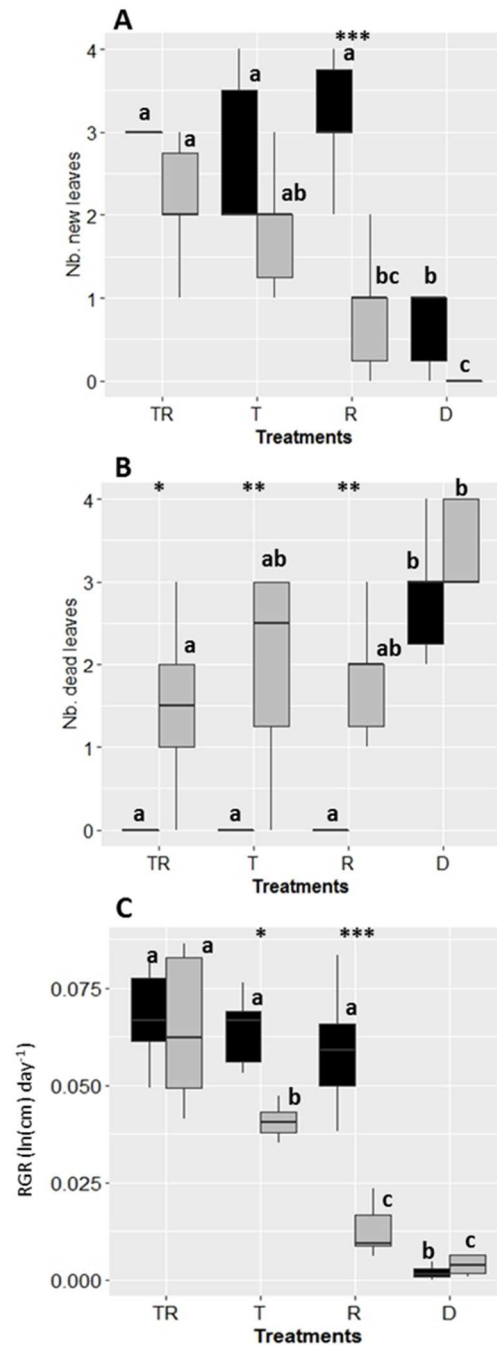 A
***
4
a
a
a
a
3
ab
2
bc
b
1
c
0
Nb. new leaves
TR T R D
Treatments
B
* ** **
4
b
ab
b
3
a
ab
2
1
a a a
0
Nb. dead leaves
TR T R D
Treatments
C
* ***
a a
0.075
a
a
0.050
b
0.025
c
b c
0.000
RGR (ln(cm) day-1)
TR T R D
Treatments